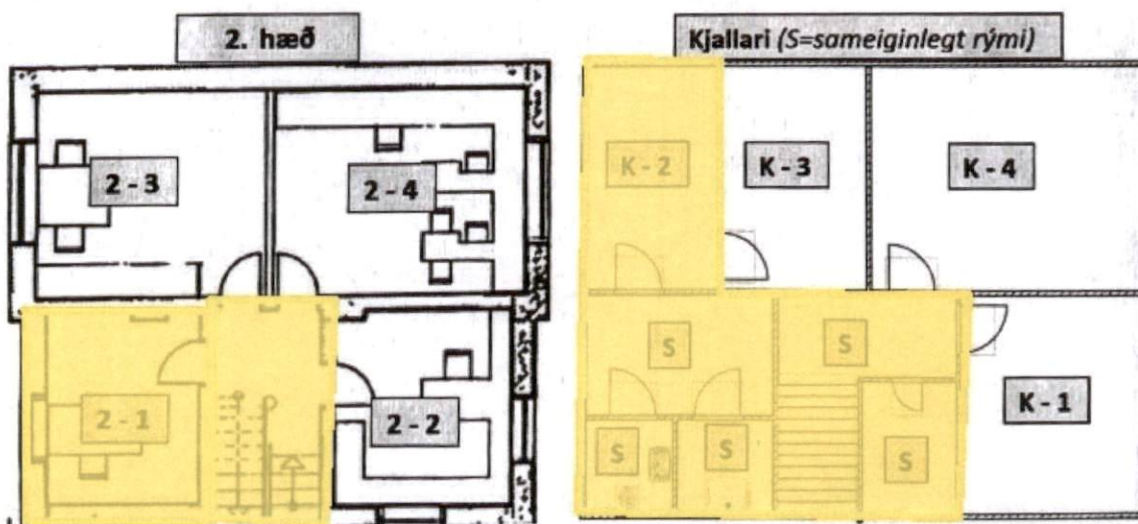 2. hæð
Kjallari (S=sameiginlegt rými)
2 - 3
2 - 4
2 - 1
2 - 2
K - 2
K - 3
K - 4
S
S
K - 1
S
S
S